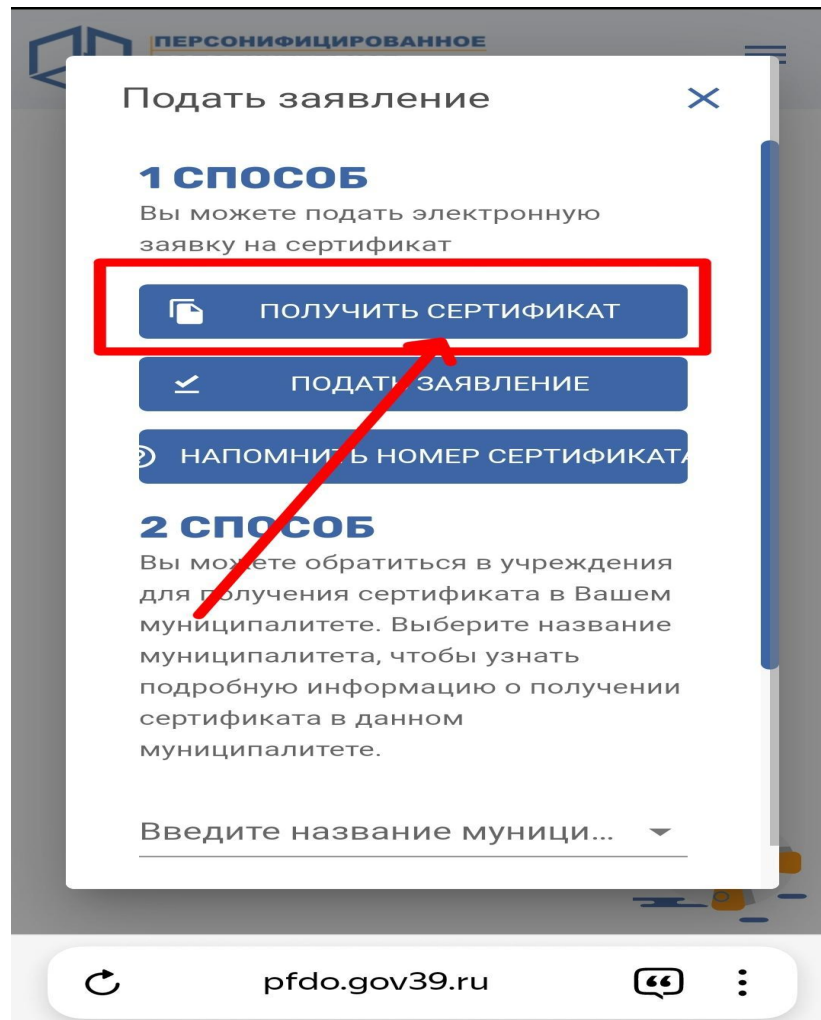 ПЕРСОНИФИЦИРОВАННОЕ
Подать заявление
1 СПОСОБ
Вы можете подать электронную
заявку на сертификат
ПОЛУЧИТЬ СЕРТИФИКАТ
ПОДАТЬ ЗАЯВЛЕНИЕ
НАПОМНИТЬ НОМЕР СЕРТИФИКАТА
2 СПОСОБ
Вы можете обратиться в учреждения
для получения сертификата в Вашем
муниципалитете. Выберите название
муниципалитета, чтобы узнать
подробную информацию о получении
сертификата в данном
муниципалитете.
Введите название муници...
pfdo.gov39.ru